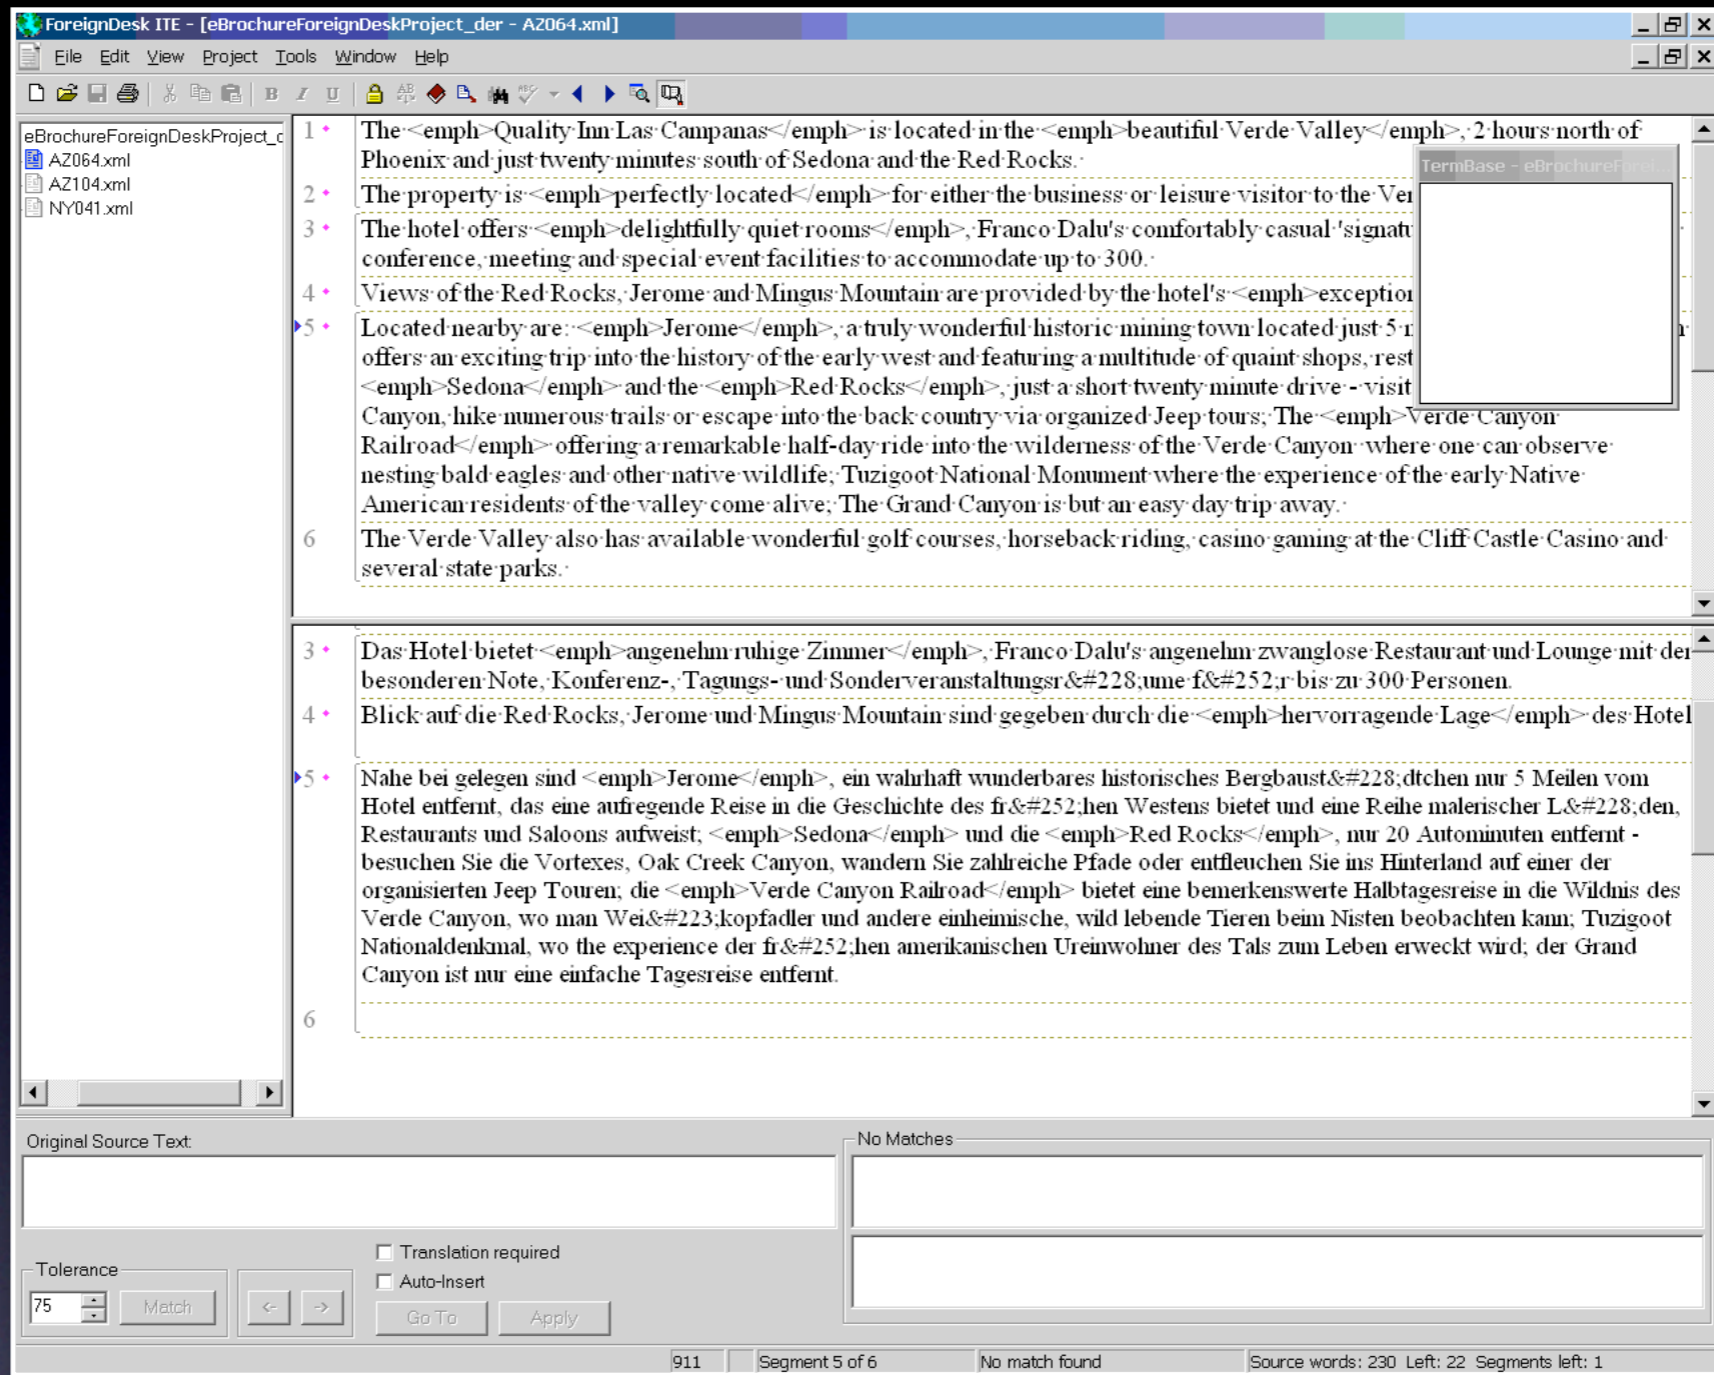 ForeignDesk ITE - [eBrochureForeignDeskProject_der - AZ064.xml]
File Edit View Project Tools Window Help
eBrochureForeignDeskProject_c
AZ064.xml
AZ104.xml
NY041.xml
1 The <emph>Quality Inn Las Campanas</emph> is located in the <emph>beautiful Verde Valley</emph>, 2 hours north of
Phoenix and just twenty minutes south of Sedona and the Red Rocks.
2 The property is <emph>perfectly located</emph> for either the business or leisure visitor to the Ver
3 The hotel offers <emph>delightfully quiet rooms</emph>, Franco Dalu's comfortably casual 'signatu
conference, meeting and special event facilities to accommodate up to 300.
4 Views of the Red Rocks, Jerome and Mingus Mountain are provided by the hotel's <emph>exception
5 Located nearby are: <emph>Jerome</emph>, a truly wonderful historic mining town located just 5
offers an exciting trip into the history of the early west and featuring a multitude of quaint shops, rest
<emph>Sedona</emph> and the <emph>Red Rocks</emph>, just a short twenty minute drive - visit
Canyon, hike numerous trails or escape into the back country via organized Jeep tours; The <emph>Verde Canyon
Railroad</emph> offering a remarkable half-day ride into the wilderness of the Verde Canyon where one can observe
nesting bald eagles and other native wildlife; Tuzigoot National Monument where the experience of the early Native
American residents of the valley come alive; The Grand Canyon is but an easy day trip away.
6 The Verde Valley also has available wonderful golf courses, horseback riding, casino gaming at the Cliff Castle Casino and
several state parks.
TermBase - eBrochureForei...
3 Das Hotel bietet <emph>angenehm ruhige Zimmer</emph>, Franco Dalu's angenehm zwanglose Restaurant und Lounge mit der
besonderen Note, Konferenz-, Tagungs- und Sonderveranstaltungsr&#228;ume f&#252;r bis zu 300 Personen.
4 Blick auf die Red Rocks, Jerome und Mingus Mountain sind gegeben durch die <emph>hervorragende Lage</emph> des Hotel
5 Nahe bei gelegen sind <emph>Jerome</emph>, ein wahrhaft wunderbares historisches Bergbaust&#228;dtchen nur 5 Meilen vom
Hotel entfernt, das eine aufregende Reise in die Geschichte des fr&#252;hen Westens bietet und eine Reihe malerischer L&#228;den,
Restaurants und Saloons aufweist; <emph>Sedona</emph> und die <emph>Red Rocks</emph>, nur 20 Autominuten entfernt -
besuchen Sie die Vortexes, Oak Creek Canyon, wandern Sie zahlreiche Pfade oder entfleuchen Sie ins Hinterland auf einer der
organisierten Jeep Touren; die <emph>Verde Canyon Railroad</emph> bietet eine bemerkenswerte Halbtagesreise in die Wildnis des
Verde Canyon, wo man Wei&#223;kopfadler und andere einheimische, wild lebende Tieren beim Nisten beobachten kann; Tuzigoot
Nationaldenkmal, wo the experience der fr&#252;hen amerikanischen Ureinwohner des Tals zum Leben erweckt wird; der Grand
Canyon ist nur eine einfache Tagesreise entfernt.
6
Original Source Text:
No Matches
Translation required
Auto-Insert
Tolerance
75 Match <- -> Go To Apply
911 Segment 5 of 6 No match found Source words: 230 Left: 22 Segments left: 1